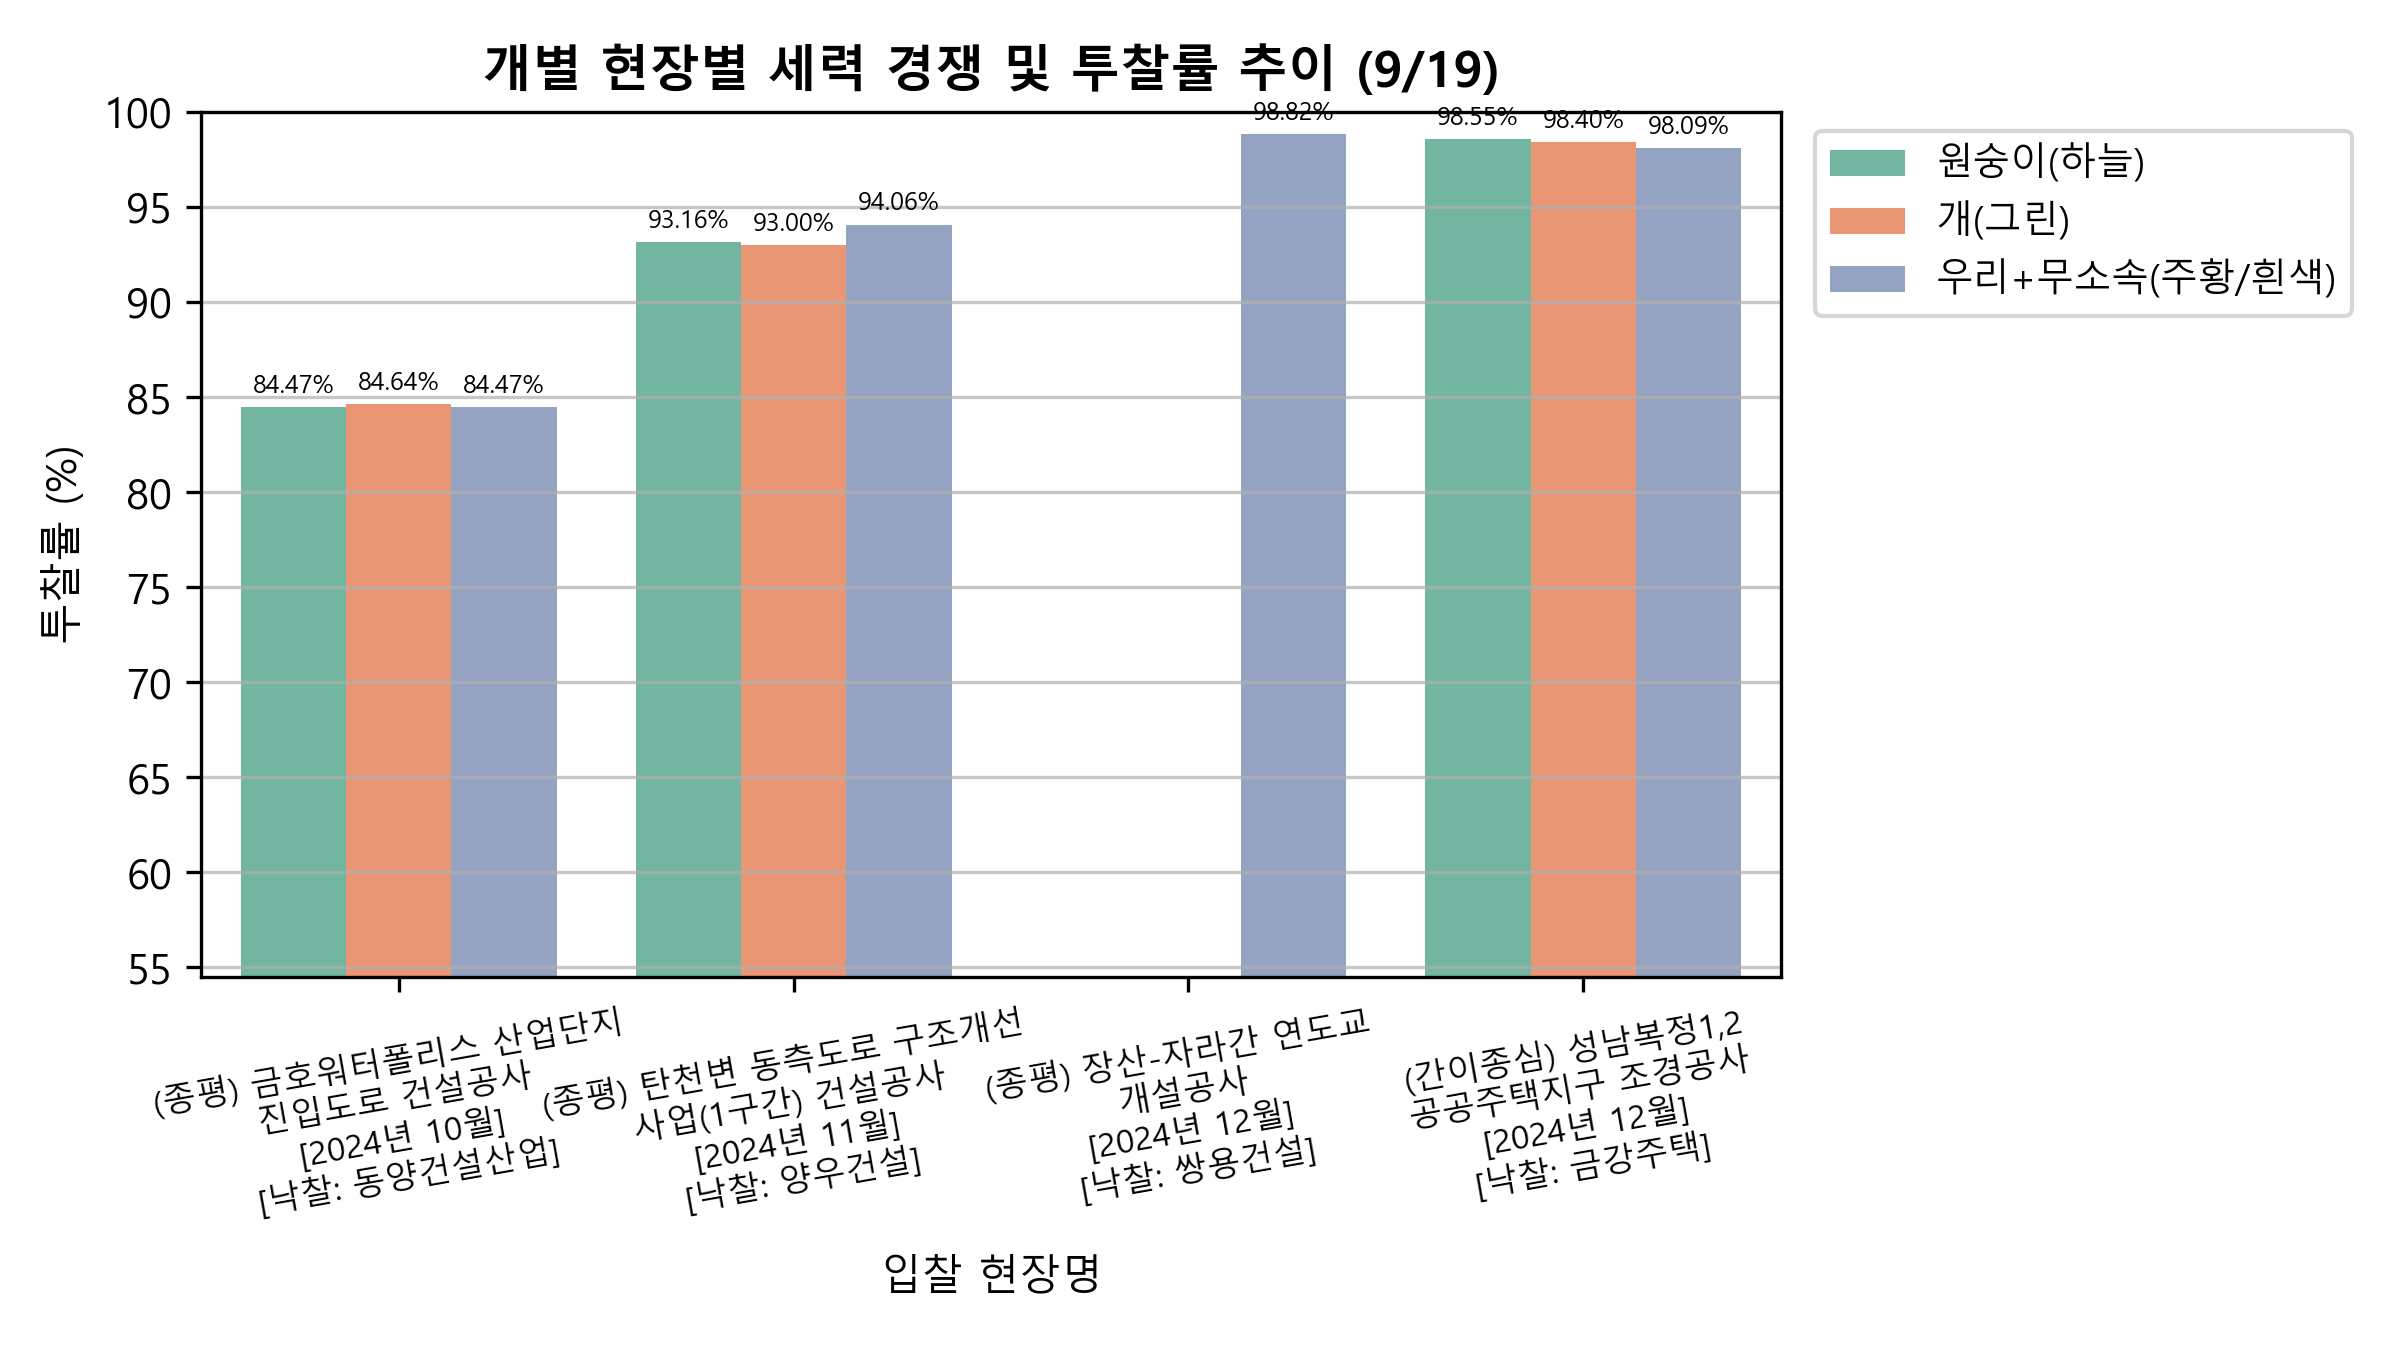 개별 현장별 세력 경쟁 및 투찰률 추이 (9/19)
100
95
90
85
80
75
70
65
60
55
투찰률 (%)
84.47%
84.64%
84.47%
93.16%
93.00%
94.06%
98.82%
98.55%
98.40%
98.09%
원숭이(하늘)
개(그린)
우리+무소속(주황/흰색)
(종평) 금호워터폴리스 산업단지
진입도로 건설공사
[2024년 10월]
[낙찰: 동양건설산업]
(종평) 탄천변 동측도로 구조개선
사업(1구간) 건설공사
[2024년 11월]
[낙찰: 양우건설]
(종평) 장산-자라간 연도교
개설공사
[2024년 12월]
[낙찰: 쌍용건설]
(간이종심) 성남복정1,2
공공주택지구 조경공사
[2024년 12월]
[낙찰: 금강주택]
입찰 현장명